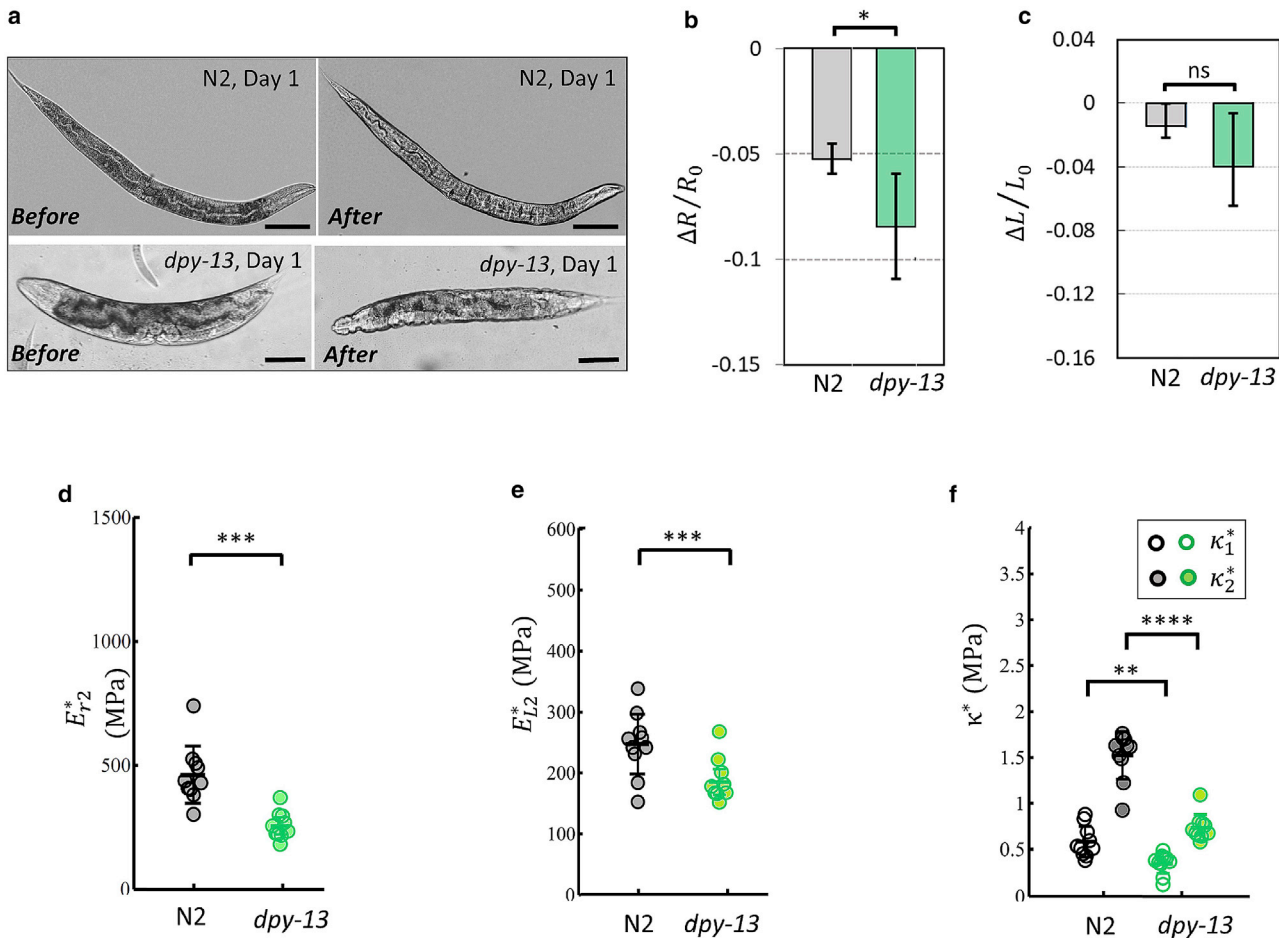 a
N2, Day 1
Before
N2, Day 1
After
dpy-13, Day 1
Before
dpy-13, Day 1
After
b
*
0
-0.05
-0.1
-0.15
ΔR/R₀
N2
dpy-13
c
0.04
ns
0
-0.04
-0.08
-0.12
-0.16
ΔL/L₀
N2
dpy-13
d
1500
***
1000
500
0
E*r2
(MPa)
N2
dpy-13
e
600
***
500
400
300
200
100
0
E*L2 (MPa)
N2
dpy-13
f
4
3.5
3
2.5
2
1.5
1
0.5
0
κ* (MPa)
κ*1
κ*2
****
**
N2
dpy-13